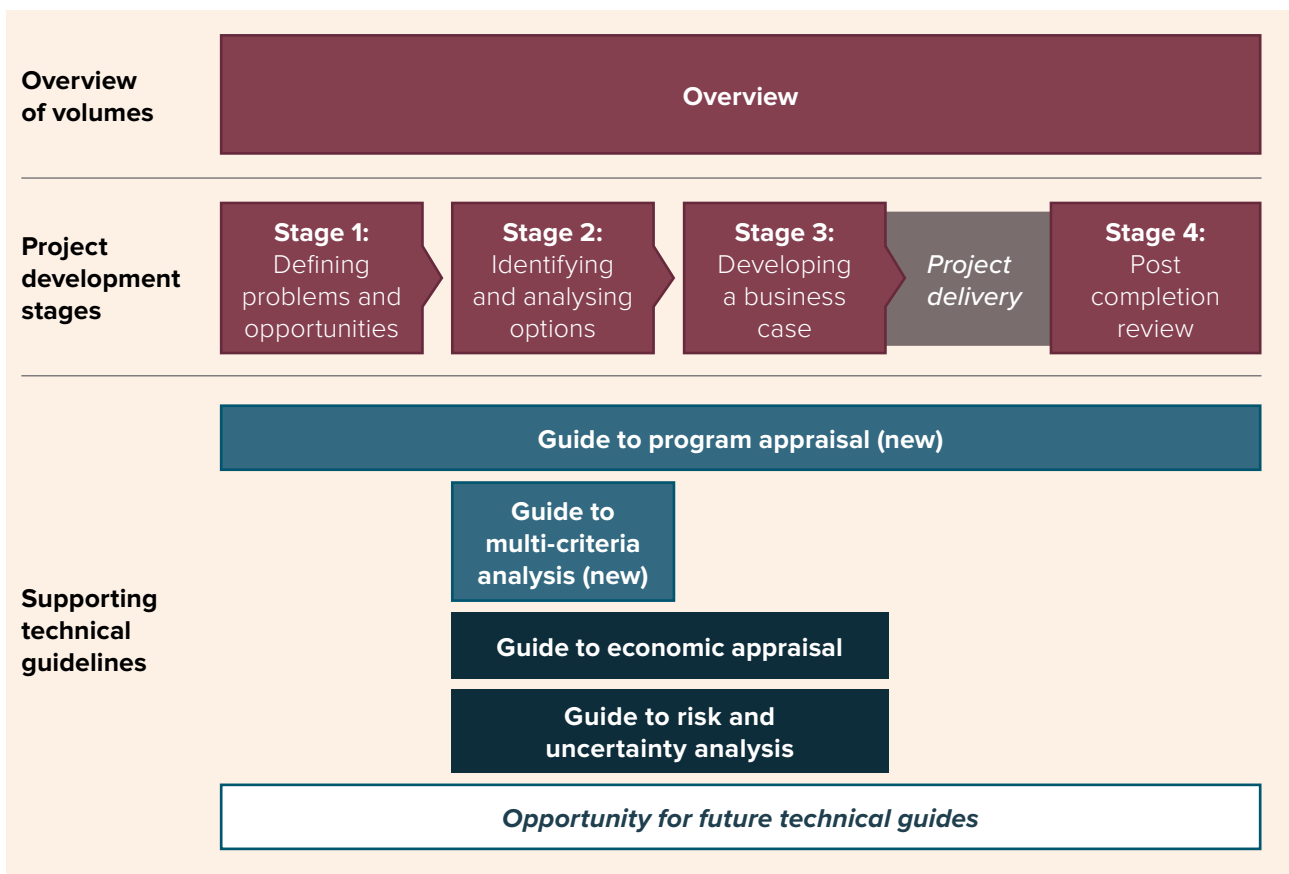 Overview
of volumes
Overview
Project
development
stages
Stage 1:
Defining
problems and
opportunities
Stage 2:
Identifying
and analysing
options
Stage 3:
Developing
a business
case
Project
delivery
Stage 4:
Post
completion
review
Supporting
technical
guidelines
Guide to program appraisal (new)
Guide to
multi-criteria
analysis (new)
Guide to economic appraisal
Guide to risk and
uncertainty analysis
Opportunity for future technical guides